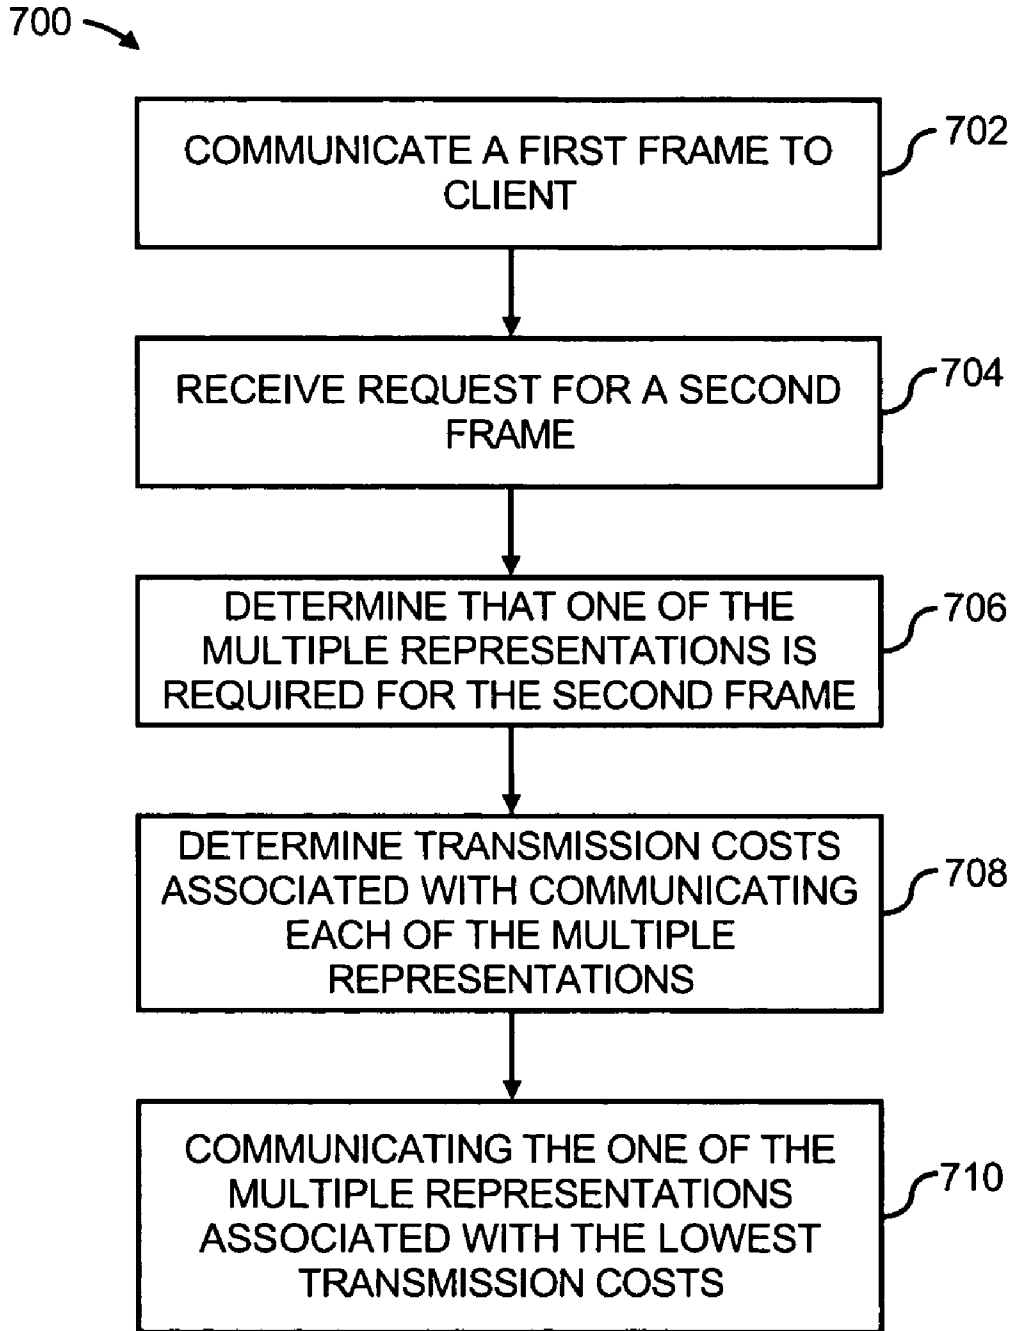 700
COMMUNICATE A FIRST FRAME TO
CLIENT
702
RECEIVE REQUEST FOR A SECOND
FRAME
704
DETERMINE THAT ONE OF THE
MULTIPLE REPRESENTATIONS IS
REQUIRED FOR THE SECOND FRAME
706
DETERMINE TRANSMISSION COSTS
ASSOCIATED WITH COMMUNICATING
EACH OF THE MULTIPLE
REPRESENTATIONS
708
COMMUNICATING THE ONE OF THE
MULTIPLE REPRESENTATIONS
ASSOCIATED WITH THE LOWEST
TRANSMISSION COSTS
710